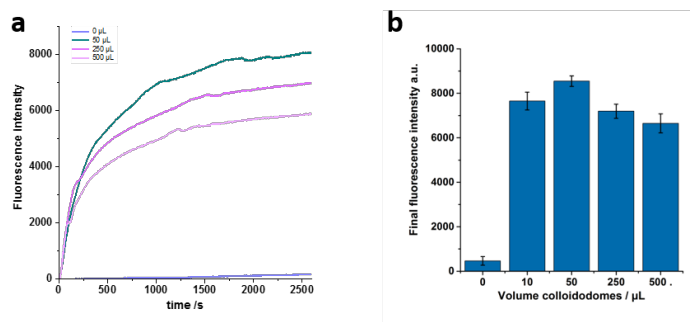 a
0 µL
50 µL
250 µL
500 µL
8000
6000
4000
2000
0
Fluorescence Intensity
0 500 1000 1500 2000 2500
time /s
b
10000
8000
6000
4000
2000
0
Final fluorescence intensity a.u.
0 10 50 250 500 .
Volume colloidodomes / µL